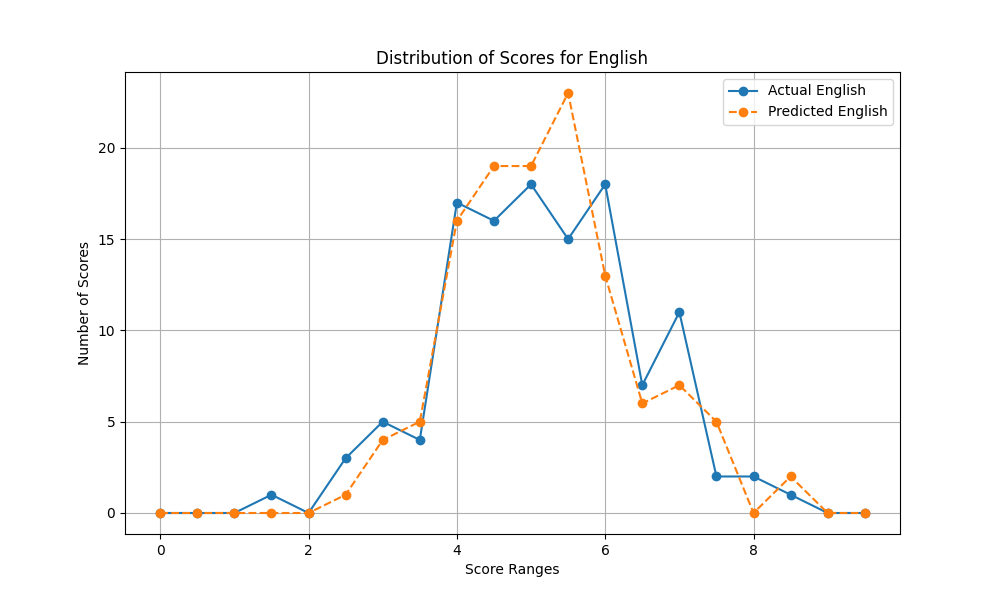 Distribution of Scores for English
Actual English
Predicted English
20
15
10
5
0
Number of Scores
0 2 4 6 8
Score Ranges